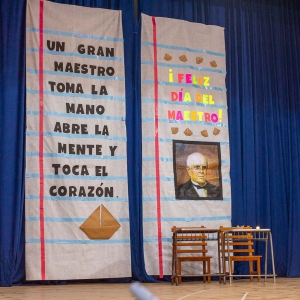 UN GRAN
MAESTRO
TOMA LA
MANO
ABRE LA
MENTE Y
TOCA EL
CORAZÓN.
¡FELIZ
DÍA DEL
MAESTRO!